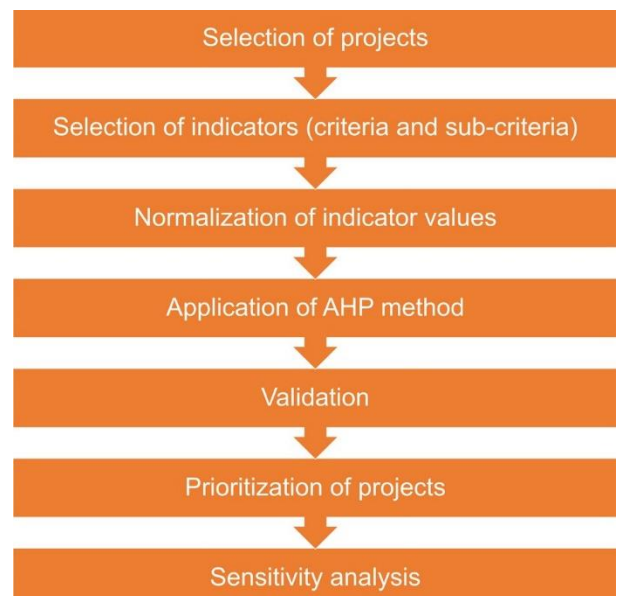 Selection of projects
Selection of indicators (criteria and sub-criteria)
Normalization of indicator values
Application of AHP method
Validation
Prioritization of projects
Sensitivity analysis